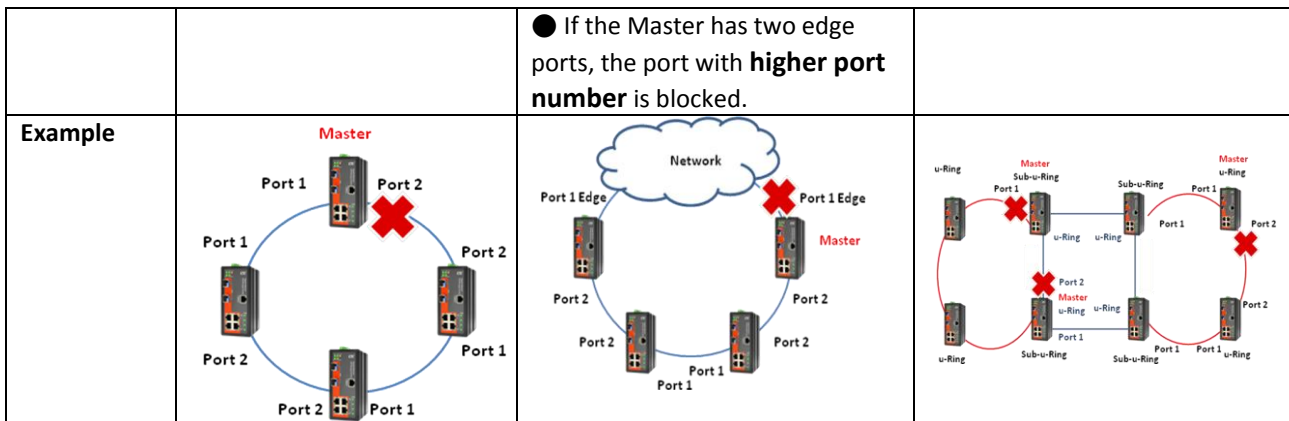 ● If the Master has two edge
ports, the port with higher port
number is blocked.
Example
Master
Port 1
Port 2
Port 1
Port 2
Port 2
Port 1
Port 2
Port 1
Network
Port 1 Edge
Port 1 Edge
Master
Port 2
Port 2
Port 2
Port 2
Port 1
Port 1
u-Ring
Master
Sub-u-Ring
Port 1
Sub-u-Ring
Master
u-Ring
Port 1
Port 1
Port 2
u-Ring
u-Ring
Port 2
Master
u-Ring
u-Ring
Port 1
Port 2
u-Ring
Sub-u-Ring
Sub-u-Ring
Port 1
Port 1
u-Ring